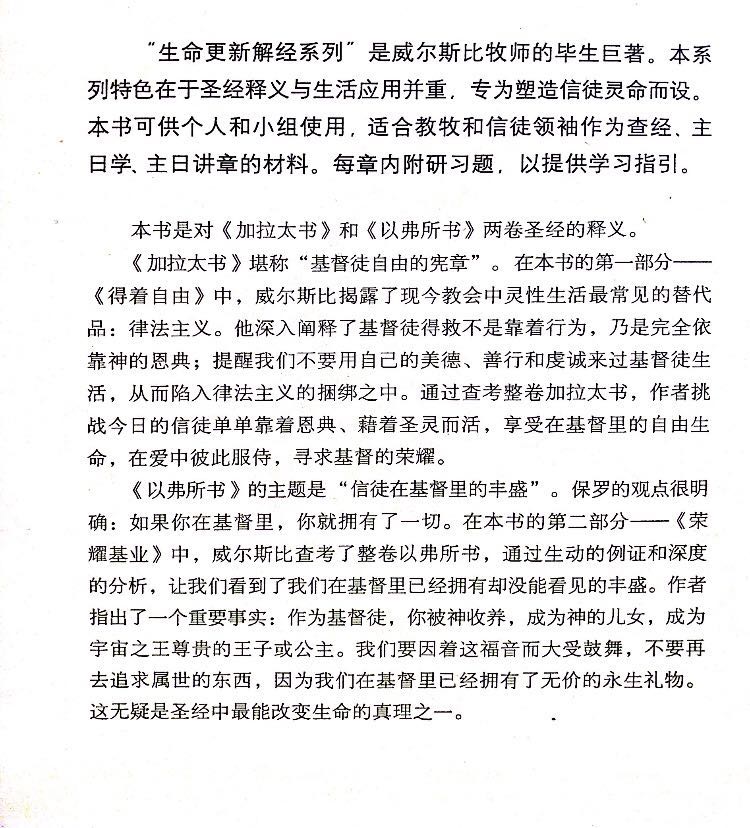 “生命更新解经系列”是威尔斯比牧师的毕生巨著。本系
列特色在于圣经释义与生活应用并重，专为塑造信徒灵命而设。
本书可供个人和小组使用，适合教牧和信徒领袖作为查经、主
日学、主日讲章的材料。每章内附研习题，以提供学习指引。
本书是对《加拉太书》和《以弗所书》两卷圣经的释义。
《加拉太书》堪称“基督徒自由的宪章”。在本书的第一部分——
《得着自由》中，威尔斯比揭露了现今教会中灵性生活最常见的替代
品：律法主义。他深入阐释了基督徒得救不是靠着行为，乃是完全依
靠神的恩典；提醒我们不要用自己的美德、善行和虔诚来过基督徒生
活，从而陷入律法主义的捆绑之中。通过查考整卷加拉太书，作者挑
战今日的信徒单单靠着恩典、藉着圣灵而活，享受在基督里的自由生
命，在爱中彼此服侍，寻求基督的荣耀。
《以弗所书》的主题是“信徒在基督里的丰盛”。保罗的观点很明
确：如果你在基督里，你就拥有了一切。在本书的第二部分——《荣
耀基业》中，威尔斯比查考了整卷以弗所书，通过生动的例证和深度
的分析，让我们看到了我们在基督里已经拥有却没能看见的丰盛。作者
指出了一个重要事实：作为基督徒，你被神收养，成为神的儿女，成为
宇宙之王尊贵的王子或公主。我们要因着这福音而大受鼓舞，不要再
去追求属世的东西，因为我们在基督里已经拥有了无价的永生礼物。
这无疑是圣经中最能改变生命的真理之一。